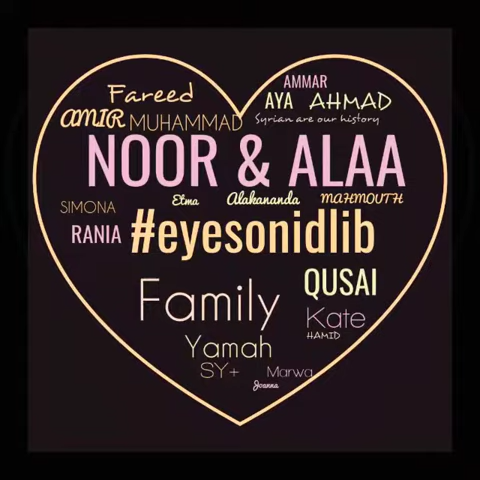 Fareed
AMMAR
AYA AHMAD
AMIR MUHAMMAD
Syrian are our history
NOOR & ALAA
Etma Alakananda MAHMOUTH
SIMONA
RANIA #eyesonidlib
QUSAI
Family
Kate
HAMID
Yamah
SY+ Marwa
Joanna